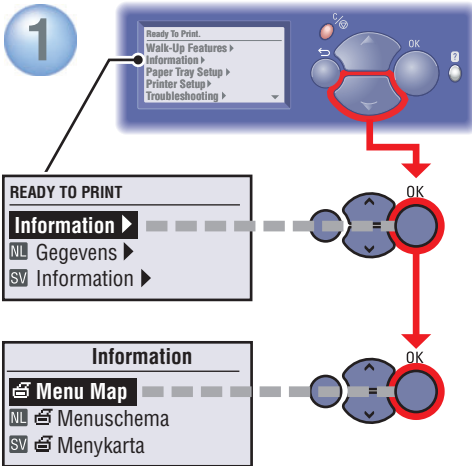 1
Ready To Print.
Walk-Up Features
Information
Paper Tray Setup
Printer Setup
Troubleshooting
C/
OK
?
READY TO PRINT
Information
NL Gegevens
SV Information
OK
Information
Menu Map
NL Menuschema
SV Menykarta
OK